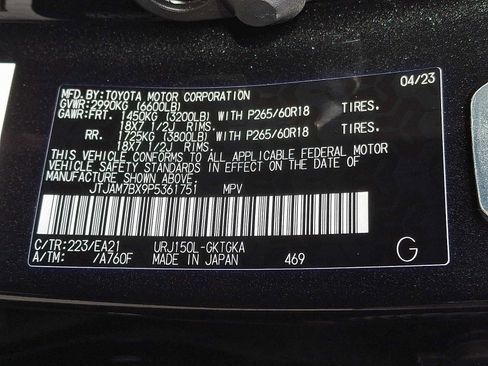 MFD.BY:TOYOTA MOTOR CORPORATION 04/23
GVWR:2990KG (6600LB)
GAWR:FRT. 1450KG (3200LB) WITH P265/60R18 TIRES.
18X7 1/2J RIMS.
RR. 1725KG (3800LB) WITH P265/60R18 TIRES.
18X7 1/2J RIMS.
THIS VEHICLE CONFORMS TO ALL APPLICABLE FEDERAL MOTOR
VEHICLE SAFETY STANDARDS IN EFFECT ON THE DATE OF
MANUFACTURE SHOWN ABOVE.
JTJAM7BX9P5361751 MPV
C/TR:223/EA21 URJ150L-GKTGKA
A/TM: /A760F MADE IN JAPAN 469
G